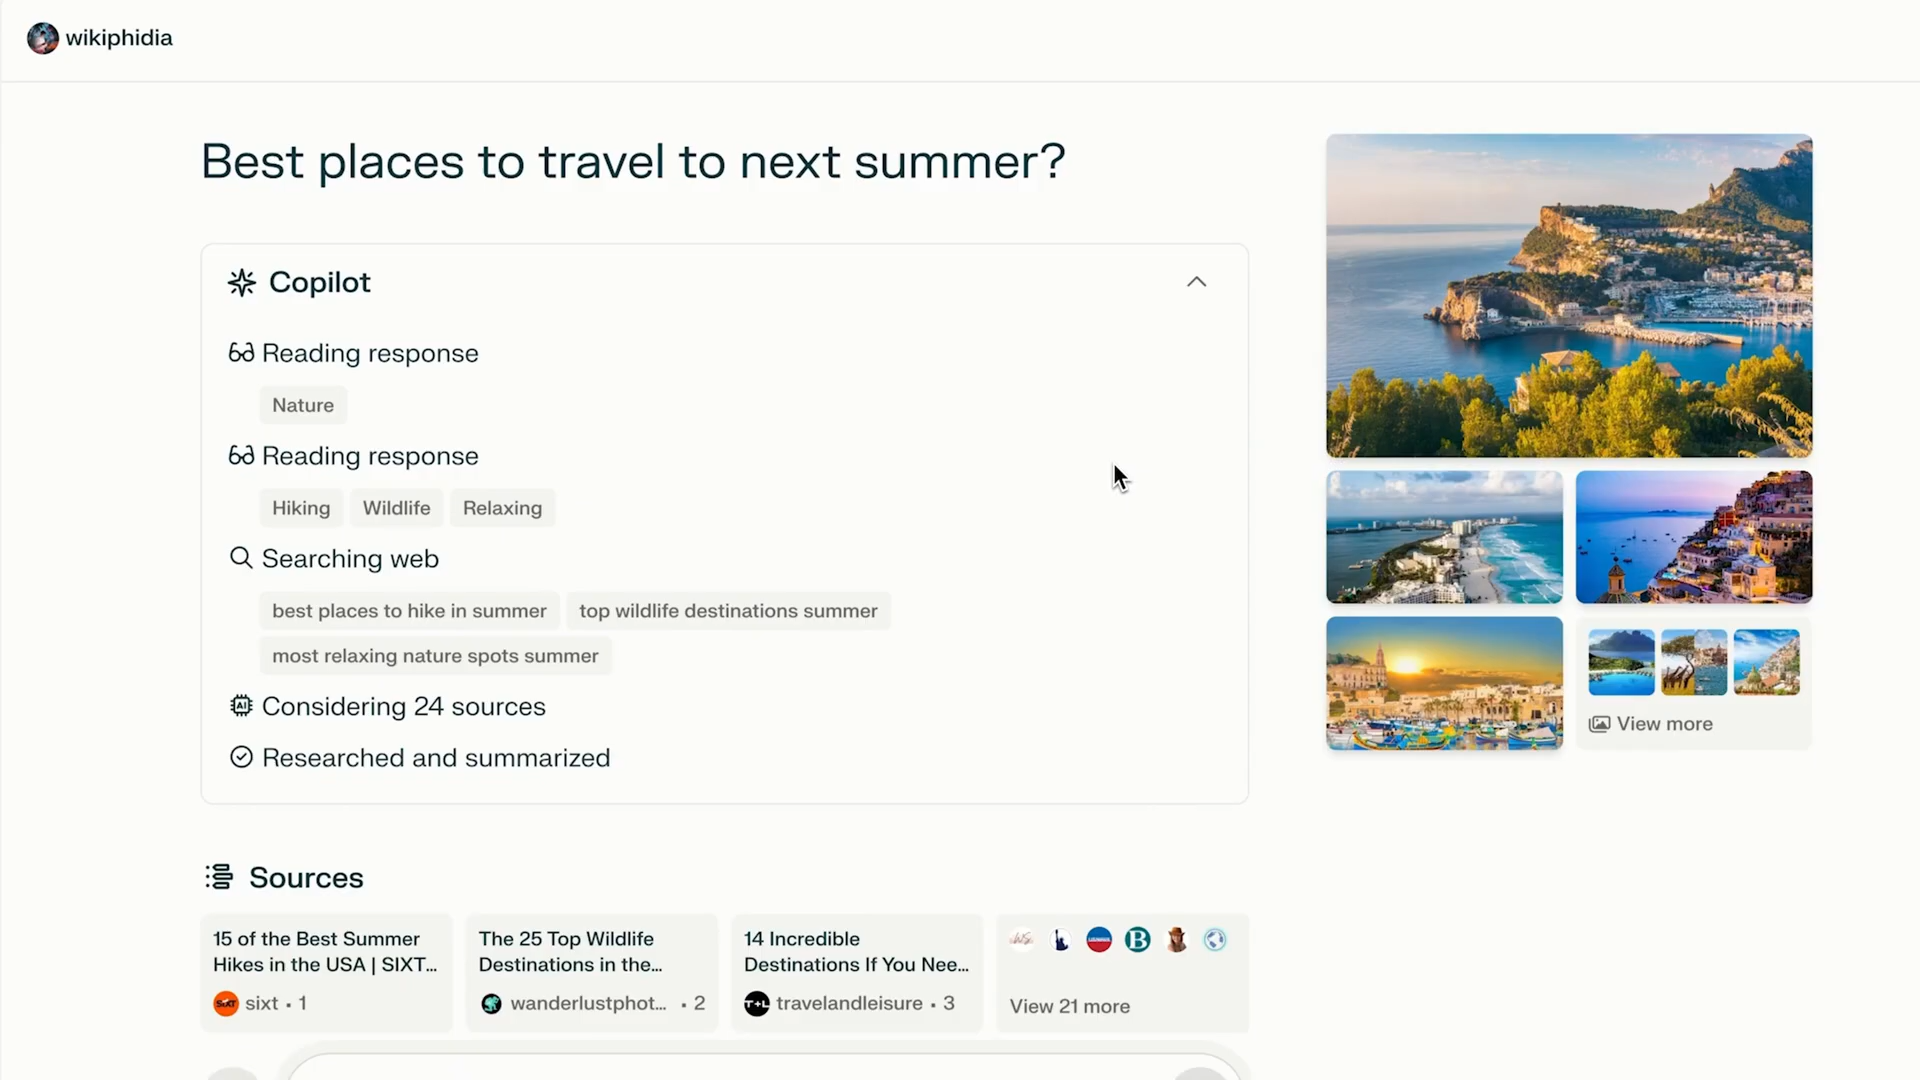 wikiphidia
Best places to travel to next summer?
Copilot
Reading response
Nature
Reading response
Hiking Wildlife Relaxing
Searching web
best places to hike in summer top wildlife destinations summer
most relaxing nature spots summer
AI Considering 24 sources
Researched and summarized
View more
Sources
15 of the Best Summer
Hikes in the USA | SIXT...
SIXT sixt • 1
The 25 Top Wildlife
Destinations in the...
wanderlustphot... • 2
14 Incredible
Destinations If You Nee...
T+L travelandleisure • 3
B
View 21 more